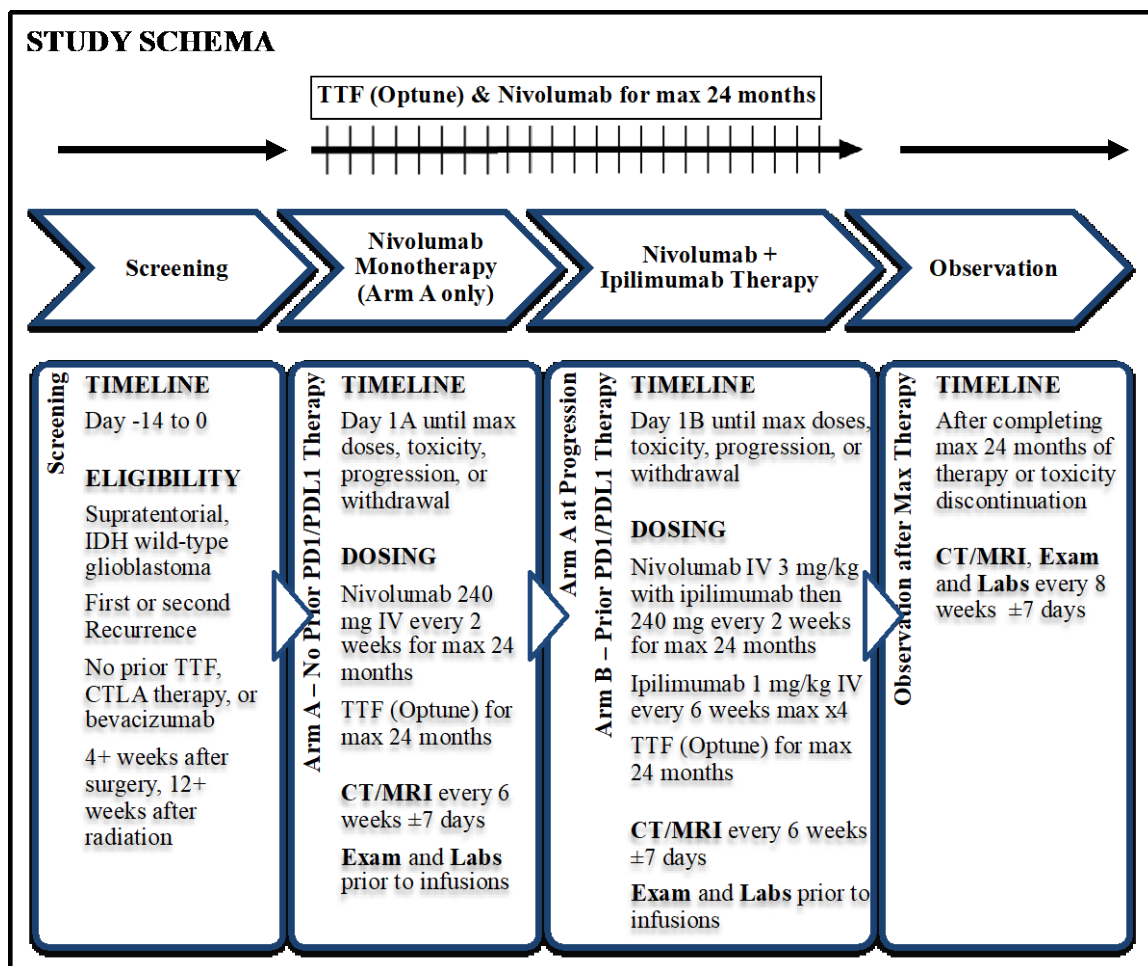 STUDY SCHEMA
TTF (Optune) & Nivolumab for max 24 months
Screening
Nivolumab
Monotherapy
(Arm A only)
Nivolumab +
Ipilimumab Therapy
Observation
Screening
TIMELINE
Day -14 to 0
ELIGIBILITY
Supratentorial,
IDH wild-type
glioblastoma
First or second
Recurrence
No prior TTF,
CTLA therapy, or
bevacizumab
4+ weeks after
surgery, 12+
weeks after
radiation
Arm A – No Prior PD1/PDL1 Therapy
TIMELINE
Day 1A until max
doses, toxicity,
progression, or
withdrawal
DOSING
Nivolumab 240
mg IV every 2
weeks for max 24
months
TTF (Optune) for
max 24 months
CT/MRI every 6
weeks ±7 days
Exam and Labs
prior to infusions
Arm A at Progression
Arm B – Prior PD1/PDL1 Therapy
TIMELINE
Day 1B until max doses,
toxicity, progression, or
withdrawal
DOSING
Nivolumab IV 3 mg/kg
with ipilimumab then
240 mg every 2 weeks
for max 24 months
Ipilimumab 1 mg/kg IV
every 6 weeks max x4
TTF (Optune) for max
24 months
CT/MRI every 6 weeks
±7 days
Exam and Labs prior to
infusions
Observation after Max Therapy
TIMELINE
After completing
max 24 months of
therapy or toxicity
discontinuation
CT/MRI, Exam
and Labs every 8
weeks ±7 days